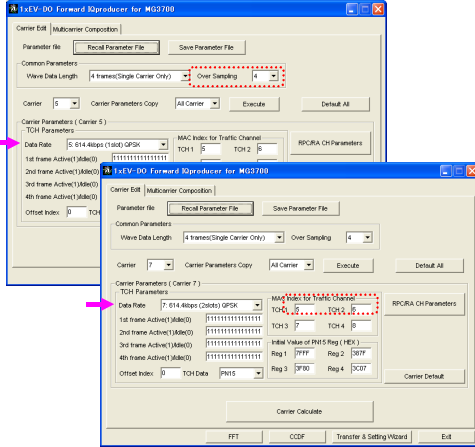 1xEV-DO Forward IQproducer for MG3700
Carrier Edit Multicarrier Composition
Parameter file Recall Parameter File Save Parameter File
Common Parameters
Wave Data Length 4 frames(Single Carrier Only) Over Sampling 4
Carrier 5 Carrier Parameters Copy All Carrier Execute Default All
Carrier Parameters ( Carrier 5 )
TCH Parameters
Data Rate 5: 614.4kbps (1slot) QPSK
MAC Index for Traffic Channel
TCH 1 5 TCH 2 6
RPC/RA CH Parameters
1st frame Active(1)/Idle(0) 1111111111111111
2nd frame Active(1)/Idle(0)
3rd frame Active(1)/Idle(0)
4th frame Active(1)/Idle(0)
Offset Index 0 TCH
1xEV-DO Forward IQproducer for MG3700
Carrier Edit Multicarrier Composition
Parameter file Recall Parameter File Save Parameter File
Common Parameters
Wave Data Length 4 frames(Single Carrier Only) Over Sampling 4
Carrier 7 Carrier Parameters Copy All Carrier Execute Default All
Carrier Parameters ( Carrier 7 )
TCH Parameters
Data Rate 7: 614.4kbps (2slots) QPSK
MAC Index for Traffic Channel
TCH 1 5 TCH 2 6
RPC/RA CH Parameters
1st frame Active(1)/Idle(0) 1111111111111111
2nd frame Active(1)/Idle(0) 1111111111111111
TCH 3 7 TCH 4 8
3rd frame Active(1)/Idle(0) 1111111111111111
Initial Value of PN15 Reg ( HEX )
Reg 1 7FFF Reg 2 387F
4th frame Active(1)/Idle(0) 1111111111111111
Offset Index 0 TCH Data PN15
Reg 3 3F80 Reg 4 3C07
Carrier Default
Carrier Calculate
FFT CCDF Transfer & Setting Wizard Exit